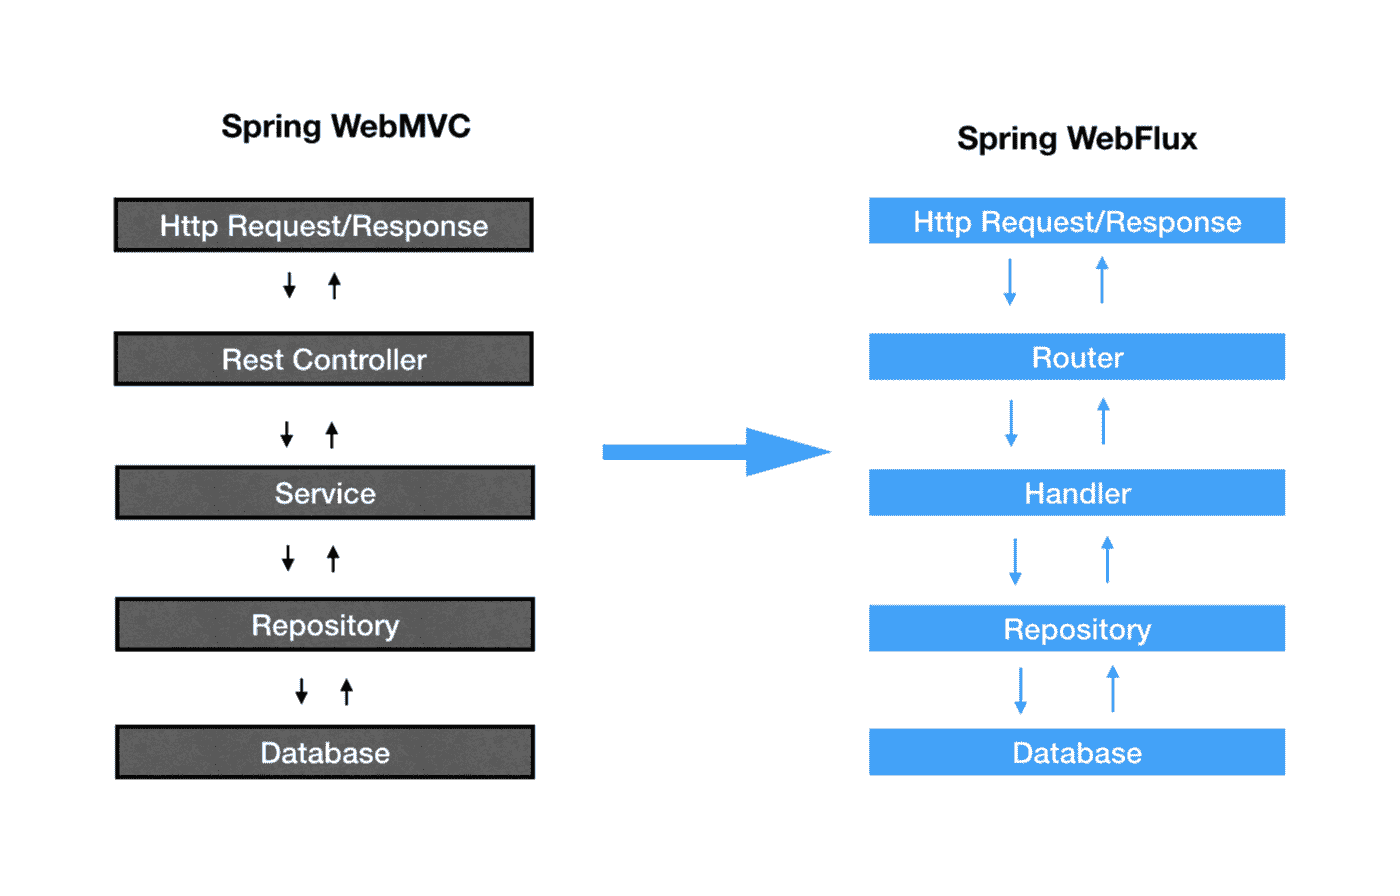 Spring WebMVC
Http Request/Response
Rest Controller
Service
Repository
Database
Spring WebFlux
Http Request/Response
Router
Handler
Repository
Database